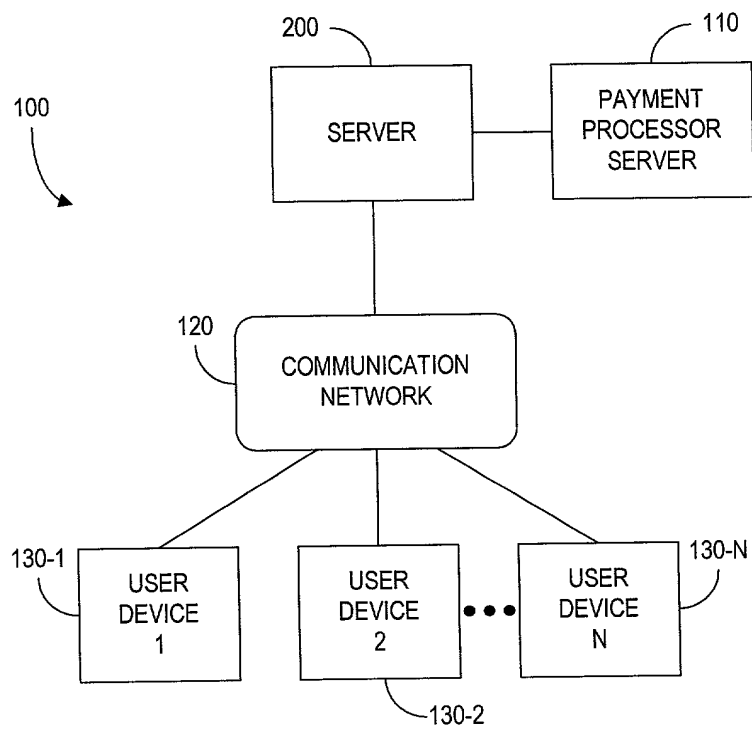 200
110
100
SERVER
PAYMENT
PROCESSOR
SERVER
120
COMMUNICATION
NETWORK
130-1
USER
DEVICE
1
USER
DEVICE
2
USER
DEVICE
N
130-N
130-2